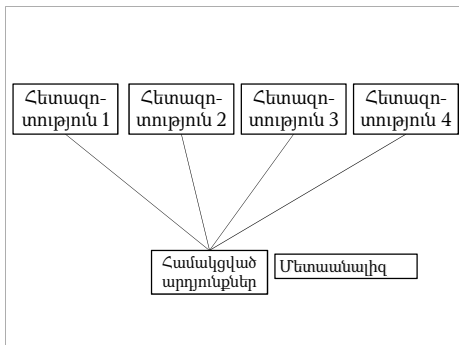 Հետազո-
տություն 1
Հետազո-
տություն 2
Հետազո-
տություն 3
Հետազո-
տություն 4
Համակցված
արդյունքներ
Մետաանալիզ